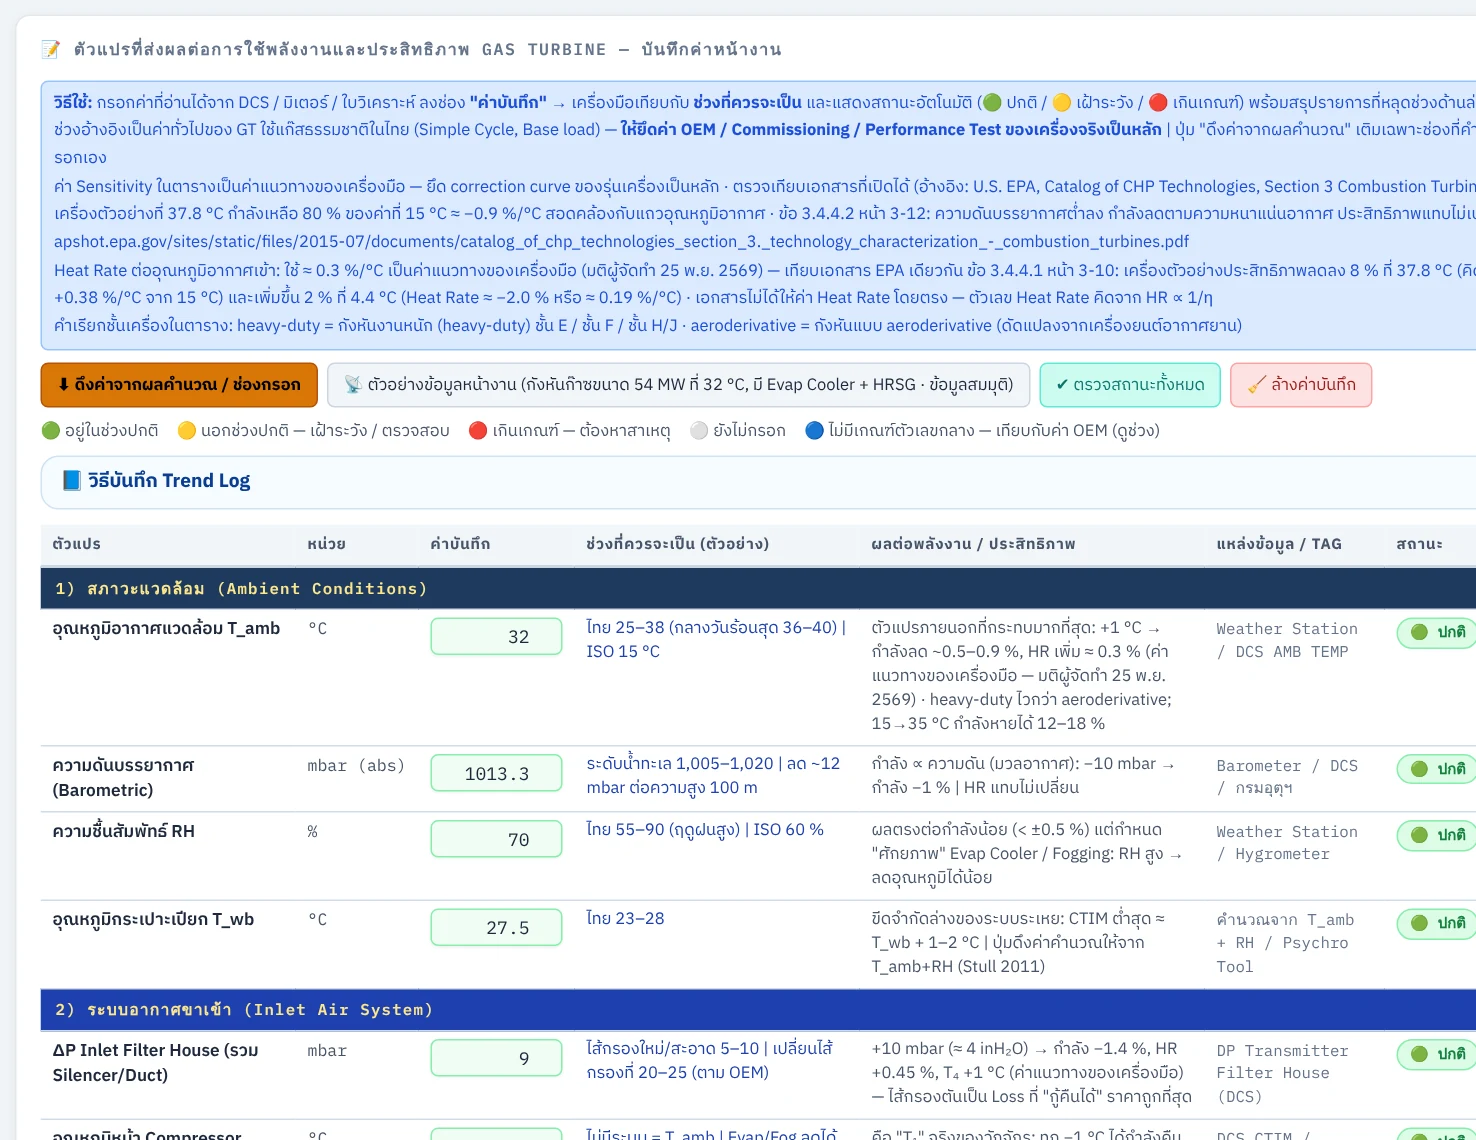 📝 ตัวแปรที่ส่งผลต่อการใช้พลังงานและประสิทธิภาพ GAS TURBINE — บันทึกค่าหน้างาน
วิธีใช้: กรอกค่าที่อ่านได้จาก DCS / มิเตอร์ / ใบวิเคราะห์ ลงช่อง "ค่าบันทึก" → เครื่องมือเทียบกับ ช่วงที่ควรจะเป็น และแสดงสถานะอัตโนมัติ (🟢 ปกติ / 🟡 เฝ้าระวัง / 🔴 เกินเกณฑ์) พร้อมสรุปรายการที่หลุดช่วงด้านล่
ช่วงอ้างอิงเป็นค่าทั่วไปของ GT ใช้แก๊สธรรมชาติในไทย (Simple Cycle, Base load) — ให้ยึดค่า OEM / Commissioning / Performance Test ของเครื่องจริงเป็นหลัก | ปุ่ม "ดึงค่าจากผลคำนวณ" เติมเฉพาะช่องที่คำ
รอกเอง
ค่า Sensitivity ในตารางเป็นค่าแนวทางของเครื่องมือ — ยึด correction curve ของรุ่นเครื่องเป็นหลัก · ตรวจเทียบเอกสารที่เปิดได้ (อ้างอิง: U.S. EPA, Catalog of CHP Technologies, Section 3 Combustion Turbin
เครื่องตัวอย่างที่ 37.8 °C กำลังเหลือ 80 % ของค่าที่ 15 °C ≈ −0.9 %/°C สอดคล้องกับแถวอุณหภูมิอากาศ · ข้อ 3.4.4.2 หน้า 3-12: ความดันบรรยากาศต่ำลง กำลังลดตามความหนาแน่นอากาศ ประสิทธิภาพแทบไม่เป
apshot.epa.gov/sites/static/files/2015-07/documents/catalog_of_chp_technologies_section_3._technology_characterization_-_combustion_turbines.pdf
Heat Rate ต่ออุณหภูมิอากาศเข้า: ใช้ ≈ 0.3 %/°C เป็นค่าแนวทางของเครื่องมือ (มติผู้จัดทำ 25 พ.ย. 2569) — เทียบเอกสาร EPA เดียวกัน ข้อ 3.4.4.1 หน้า 3-10: เครื่องตัวอย่างประสิทธิภาพลดลง 8 % ที่ 37.8 °C (คิด
+0.38 %/°C จาก 15 °C) และเพิ่มขึ้น 2 % ที่ 4.4 °C (Heat Rate ≈ −2.0 % หรือ ≈ 0.19 %/°C) · เอกสารไม่ได้ให้ค่า Heat Rate โดยตรง — ตัวเลข Heat Rate คิดจาก HR ∝ 1/η
คำเรียกชั้นเครื่องในตาราง: heavy-duty = กังหันงานหนัก (heavy-duty) ชั้น E / ชั้น F / ชั้น H/J · aeroderivative = กังหันแบบ aeroderivative (ดัดแปลงจากเครื่องยนต์อากาศยาน)
⬇ ดึงค่าจากผลคำนวณ / ช่องกรอก
📡 ตัวอย่างข้อมูลหน้างาน (กังหันก๊าซขนาด 54 MW ที่ 32 °C, มี Evap Cooler + HRSG · ข้อมูลสมมุติ)
✔ ตรวจสถานะทั้งหมด
🧹 ล้างค่าบันทึก
🟢 อยู่ในช่วงปกติ 🟡 นอกช่วงปกติ — เฝ้าระวัง / ตรวจสอบ 🔴 เกินเกณฑ์ — ต้องหาสาเหตุ ⚪ ยังไม่กรอก 🔵 ไม่มีเกณฑ์ตัวเลขกลาง — เทียบกับค่า OEM (ดูช่วง)
📘 วิธีบันทึก Trend Log
ตัวแปร หน่วย ค่าบันทึก ช่วงที่ควรจะเป็น (ตัวอย่าง) ผลต่อพลังงาน / ประสิทธิภาพ แหล่งข้อมูล / TAG สถานะ
1) สภาวะแวดล้อม (Ambient Conditions)
อุณหภูมิอากาศแวดล้อม T_amb
°C
32
ไทย 25–38 (กลางวันร้อนสุด 36–40) |
ISO 15 °C
ตัวแปรภายนอกที่กระทบมากที่สุด: +1 °C →
กำลังลด ~0.5–0.9 %, HR เพิ่ม ≈ 0.3 % (ค่า
แนวทางของเครื่องมือ — มติผู้จัดทำ 25 พ.ย.
2569) · heavy-duty ไวกว่า aeroderivative;
15→35 °C กำลังหายได้ 12–18 %
Weather Station
/ DCS AMB TEMP
🟢 ปกติ
ความดันบรรยากาศ
(Barometric)
mbar (abs)
1013.3
ระดับน้ำทะเล 1,005–1,020 | ลด ~12
mbar ต่อความสูง 100 m
กำลัง ∝ ความดัน (มวลอากาศ): −10 mbar →
กำลัง −1 % | HR แทบไม่เปลี่ยน
Barometer / DCS
/ กรมอุตุฯ
🟢 ปกติ
ความชื้นสัมพัทธ์ RH
%
70
ไทย 55–90 (ฤดูฝนสูง) | ISO 60 %
ผลตรงต่อกำลังน้อย (< ±0.5 %) แต่กำหนด
"ศักยภาพ" Evap Cooler / Fogging: RH สูง →
ลดอุณหภูมิได้น้อย
Weather Station
/ Hygrometer
🟢 ปกติ
อุณหภูมิกระเปาะเปียก T_wb
°C
27.5
ไทย 23–28
ขีดจำกัดล่างของระบบระเหย: CTIM ต่ำสุด ≈
T_wb + 1–2 °C | ปุ่มดึงค่าคำนวณให้จาก
T_amb+RH (Stull 2011)
คำนวณจาก T_amb
+ RH / Psychro
Tool
🟢 ปกติ
2) ระบบอากาศขาเข้า (Inlet Air System)
ΔP Inlet Filter House (รวม
Silencer/Duct)
mbar
9
ไส้กรองใหม่/สะอาด 5–10 | เปลี่ยนไส้
กรองที่ 20–25 (ตาม OEM)
+10 mbar (≈ 4 inH₂O) → กำลัง −1.4 %, HR
+0.45 %, T₄ +1 °C (ค่าแนวทางของเครื่องมือ)
— ไส้กรองตันเป็น Loss ที่ "กู้คืนได้" ราคาถูกที่สุด
DP Transmitter
Filter House
(DCS)
🟢 ปกติ
อุณหภูมิหน้า Compressor
°C
ไม่มีระบบ = T_amb | Evap/Fog ลดได้
คือ "T₁" จริงของวัฏจักร: ทุก −1 °C ได้กำลังคืน
DCS CTIM /